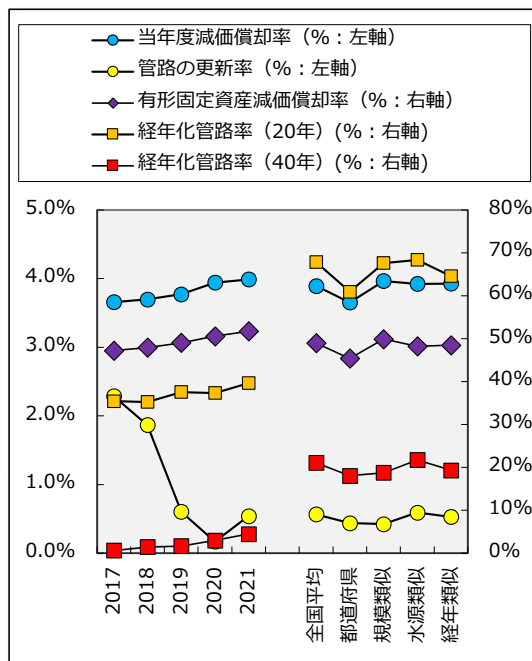 当年度減価償却率（%：左軸）
管路の更新率（%：左軸）
有形固定資産減価償却率（%：右軸）
経年化管路率（20年）(%：右軸)
経年化管路率（40年）(%：右軸)
5.0%
4.0%
3.0%
2.0%
1.0%
0.0%
80%
70%
60%
50%
40%
30%
20%
10%
0%
2017
2018
2019
2020
2021
全国平均
都道府県
規模類似
水源類似
経年類似